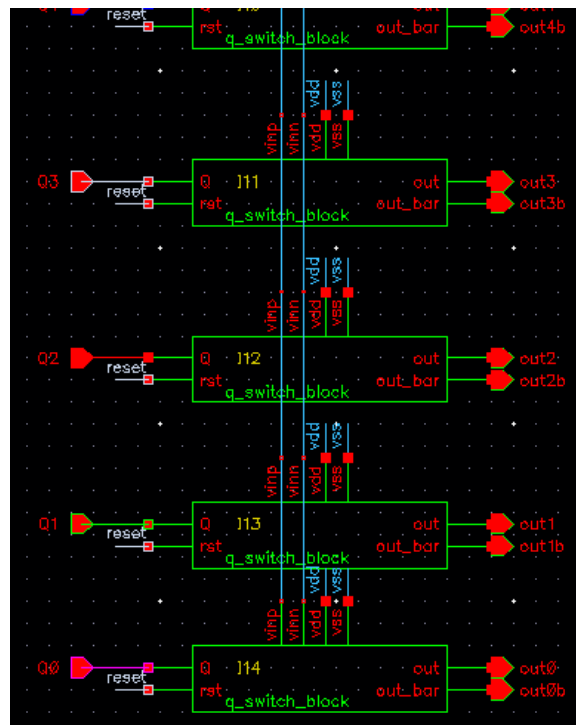 reset
rst out_bar out4b
q_switch_block
vdd vss
vinp vinn vdd vss
Q3 Q I11 out out3
reset rst out_bar out3b
q_switch_block
vdd vss
vinp vinn vdd vss
Q2 Q I12 out out2
reset rst out_bar out2b
q_switch_block
vdd vss
vinp vinn vdd vss
Q1 Q I13 out out1
reset rst out_bar out1b
q_switch_block
vdd vss
vinp vinn vdd vss
Q0 Q I14 out out0
reset rst out_bar out0b
q_switch_block